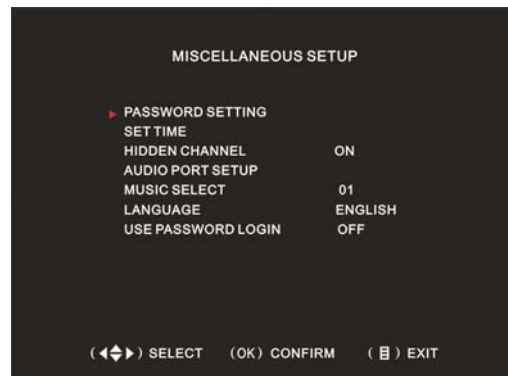 MISCELLANEOUS SETUP
PASSWORD SETTING
SET TIME
HIDDEN CHANNEL ON
AUDIO PORT SETUP
MUSIC SELECT 01
LANGUAGE ENGLISH
USE PASSWORD LOGIN OFF
(◀◆▶) SELECT (OK) CONFIRM (目) EXIT